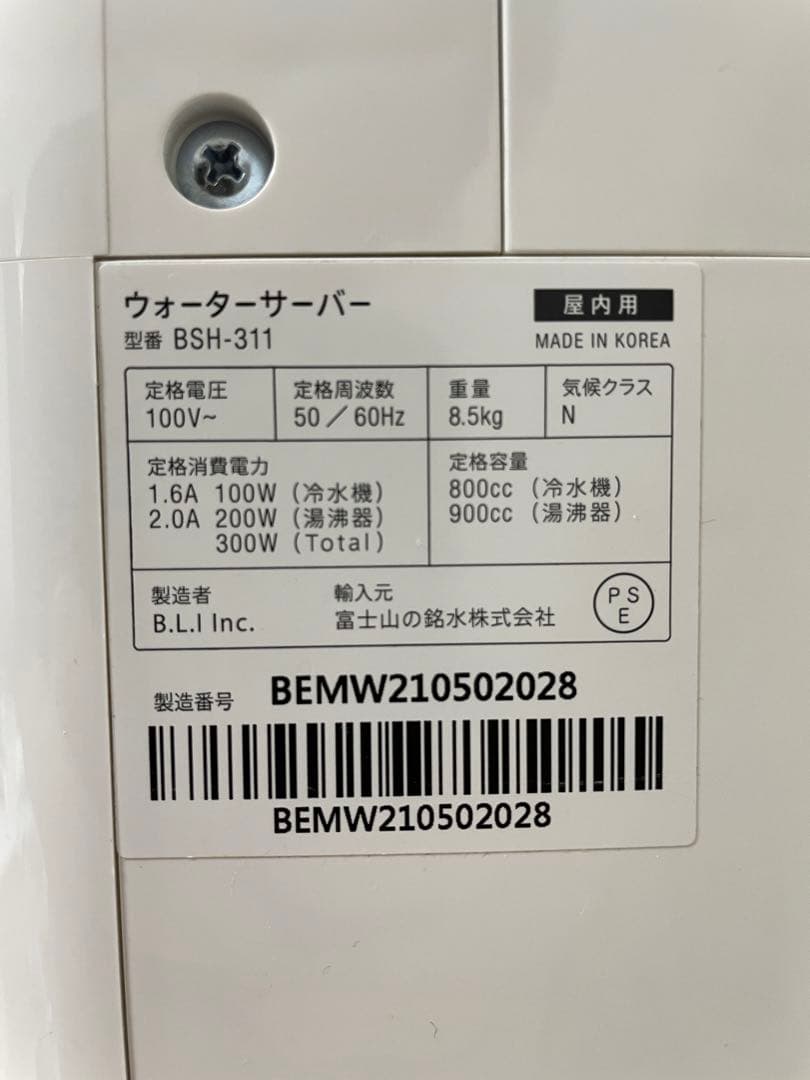 ウォーターサーバー 屋内用
型番 BSH-311 MADE IN KOREA
定格電圧 定格周波数 重量 気候クラス
100V~ 50／60Hz 8.5kg N
定格消費電力 定格容量
1.6A 100W (冷水機) 800cc (冷水機)
2.0A 200W (湯沸器) 900cc (湯沸器)
300W (Total)
製造者 輸入元 PS
B.L.I Inc. 富士山の銘水株式会社 E
製造番号 BEMW210502028
BEMW210502028